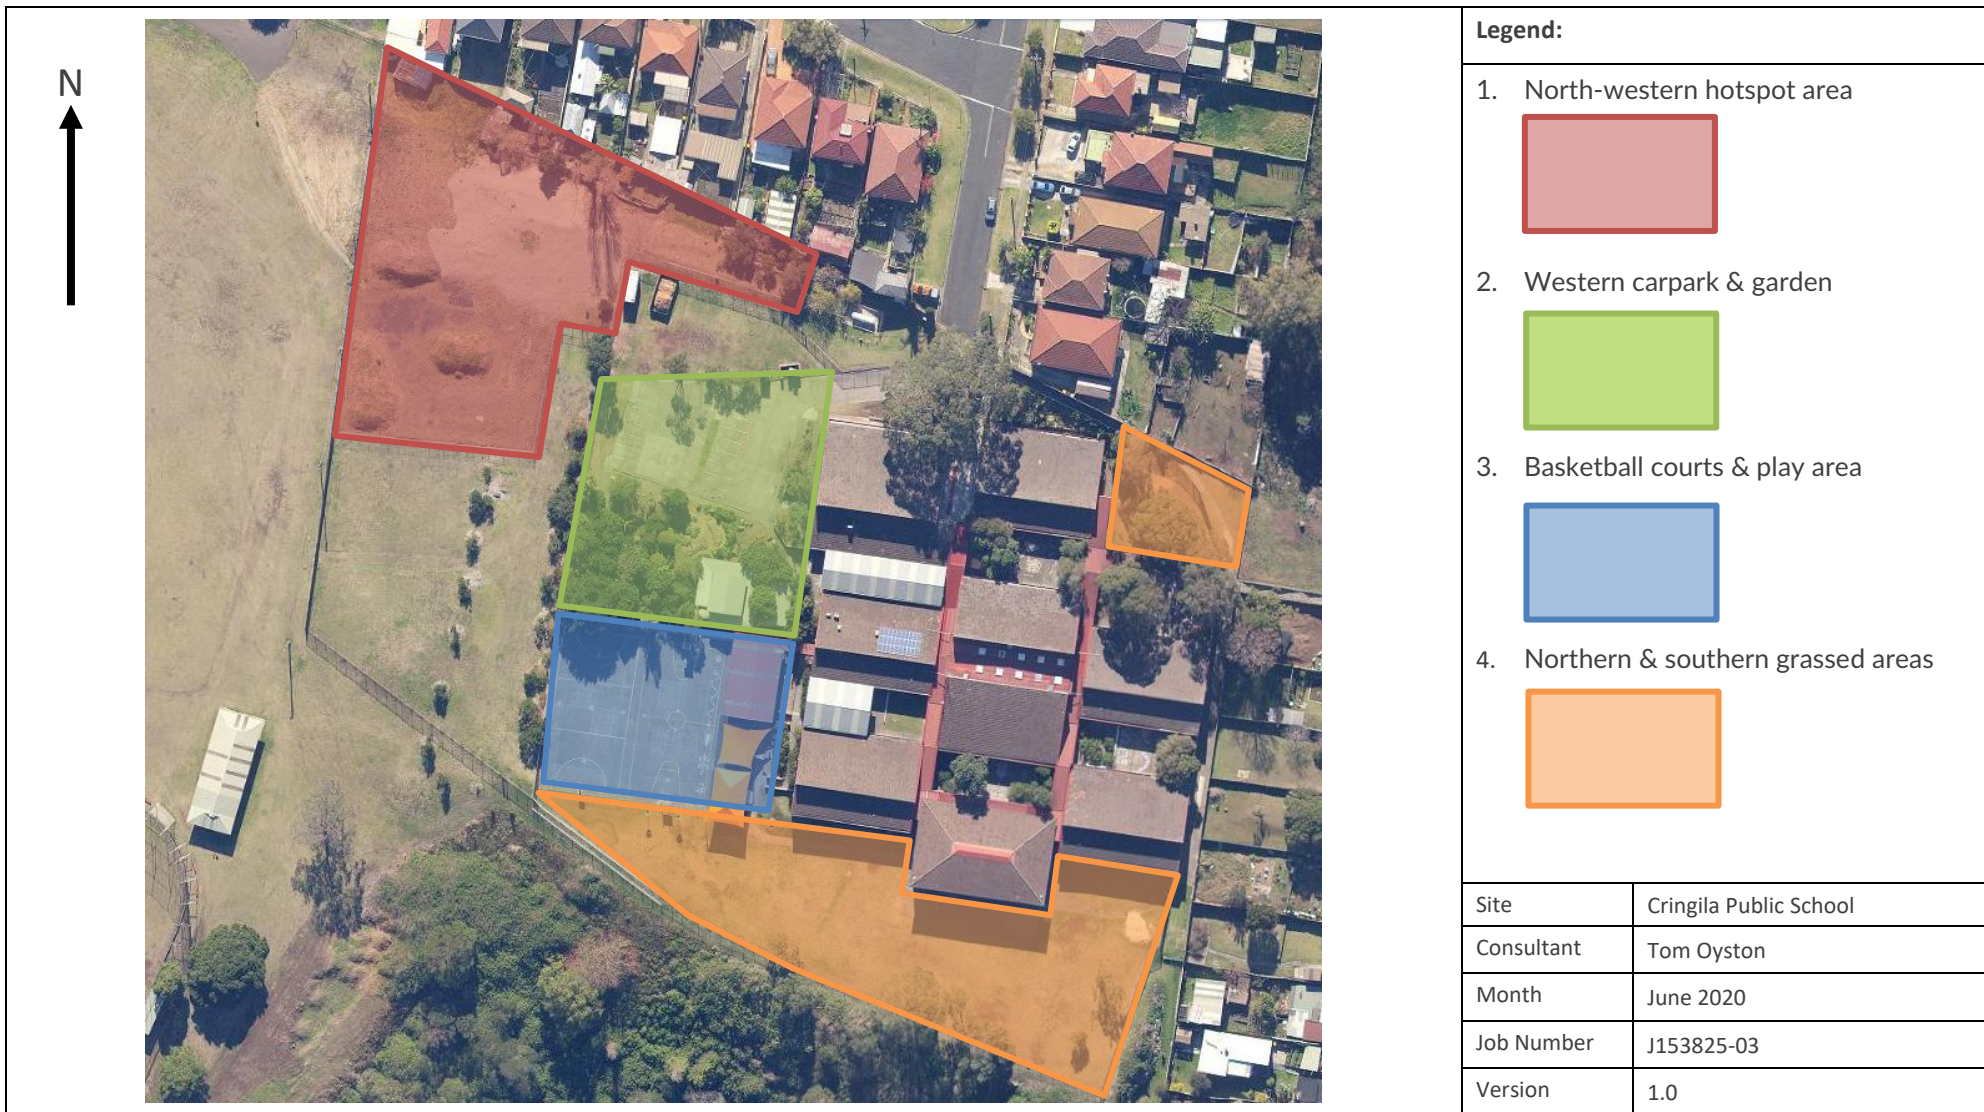 N
Legend:
1. North-western hotspot area
2. Western carpark & garden
3. Basketball courts & play area
4. Northern & southern grassed areas
Site Cringila Public School
Consultant Tom Oyston
Month June 2020
Job Number J153825-03
Version 1.0